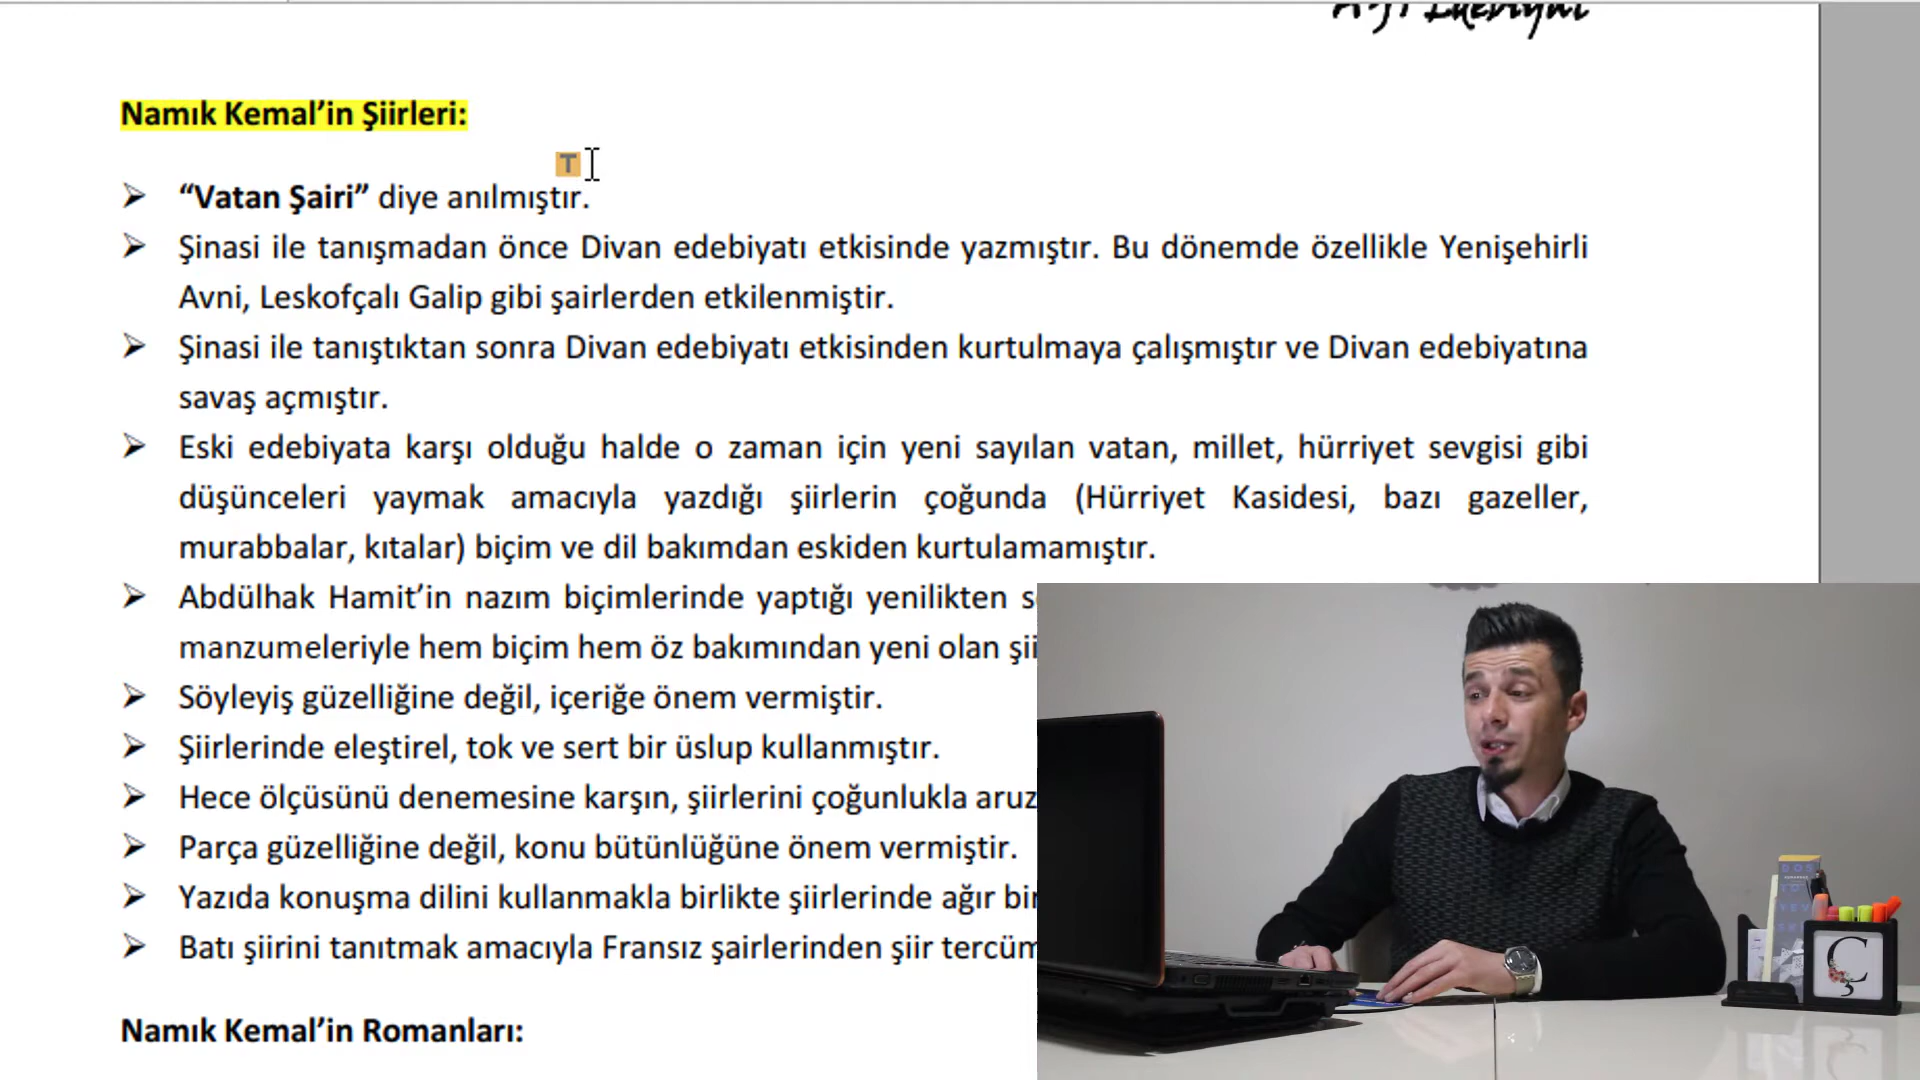 Namık Kemal’in Şiirleri:
T
➢ “Vatan Şairi” diye anılmıştır.
➢ Şinasi ile tanışmadan önce Divan edebiyatı etkisinde yazmıştır. Bu dönemde özellikle Yenişehirli
Avni, Leskofçalı Galip gibi şairlerden etkilenmiştir.
➢ Şinasi ile tanıştıktan sonra Divan edebiyatı etkisinden kurtulmaya çalışmıştır ve Divan edebiyatına
savaş açmıştır.
➢ Eski edebiyata karşı olduğu halde o zaman için yeni sayılan vatan, millet, hürriyet sevgisi gibi
düşünceleri yaymak amacıyla yazdığı şiirlerin çoğunda (Hürriyet Kasidesi, bazı gazeller,
murabbalar, kıtalar) biçim ve dil bakımdan eskiden kurtulamamıştır.
➢ Abdülhak Hamit’in nazım biçimlerinde yaptığı yenilikten
manzumeleriyle hem biçim hem öz bakımından yeni olan
➢ Söyleyiş güzelliğine değil, içeriğe önem vermiştir.
➢ Şiirlerinde eleştirel, tok ve sert bir üslup kullanmıştır.
➢ Hece ölçüsünü denemesine karşın, şiirlerini çoğunlukla aruz
➢ Parça güzelliğine değil, konu bütünlüğüne önem vermiştir.
➢ Yazıda konuşma dilini kullanmakla birlikte şiirlerinde ağır
➢ Batı şiirini tanıtmak amacıyla Fransız şairlerinden şiir
Namık Kemal’in Romanları:
DOS
TO
YEV
Ç